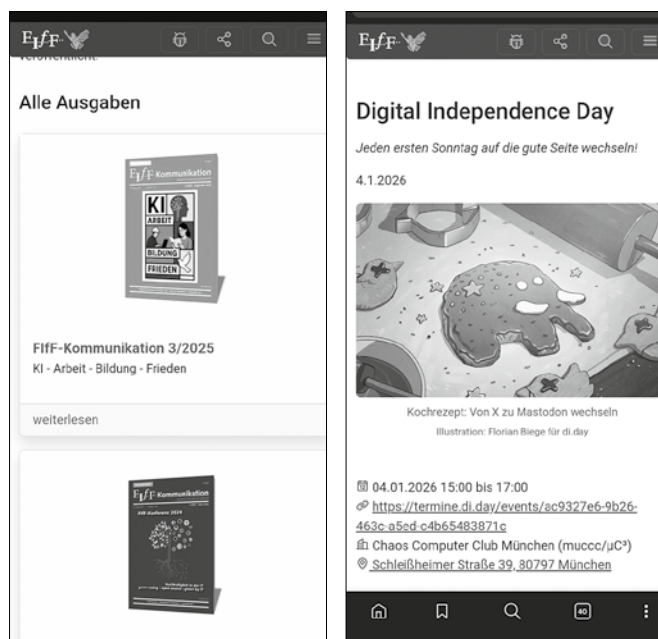 FIfF
veröffentlicht.
Alle Ausgaben
FIfF-Kommunikation
KI
ARBEIT
BILDUNG
FRIEDEN
FIfF-Kommunikation 3/2025
KI - Arbeit - Bildung - Frieden
weiterlesen
FIfF-Kommunikation
FIfF-Konferenz 2024
FIfF
Digital Independence Day
Jeden ersten Sonntag auf die gute Seite wechseln!
4.1.2026
Kochrezept: Von X zu Mastodon wechseln
Illustration: Florian Biege für di.day
04.01.2026 15:00 bis 17:00
https://termine.di.day/events/ac9327e6-9b26-
463c-a5ed-c4b65483871c
Chaos Computer Club München (muccc/µC³)
Schleißheimer Straße 39, 80797 München
40